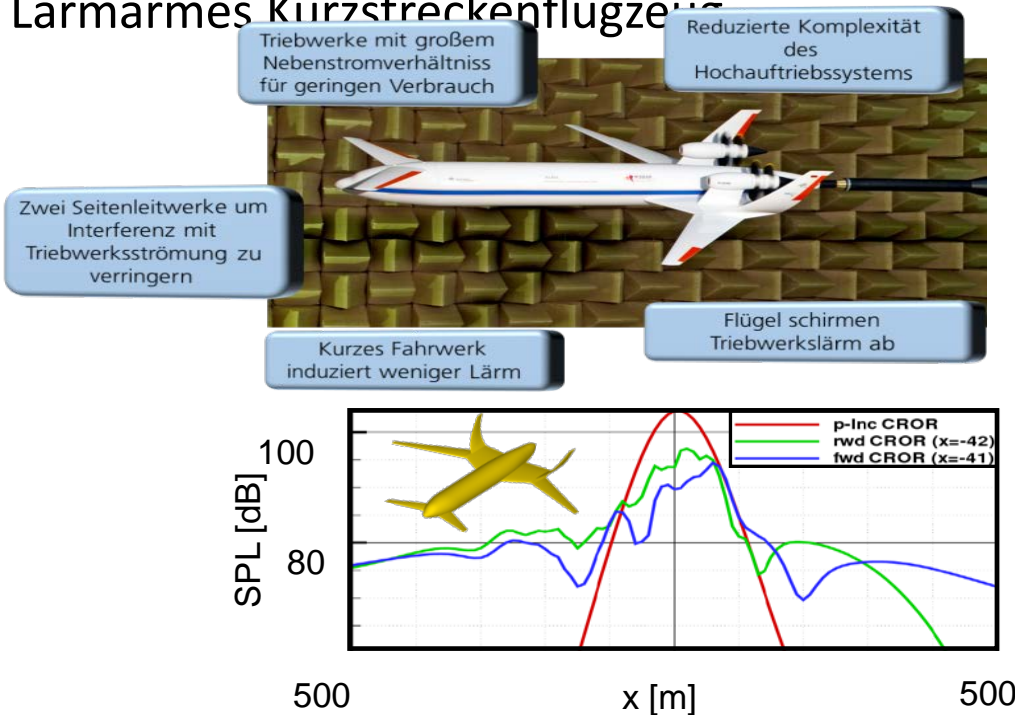 Lärmarmes Kurzstreckenflugzeug
Triebwerke mit großem
Nebenstromverhältniss
für geringen Verbrauch
Reduzierte Komplexität
des
Hochauftriebssystems
Zwei Seitenleitwerke um
Interferenz mit
Triebwerksströmung zu
verringern
Kurzes Fahrwerk
induziert weniger Lärm
Flügel schirmen
Triebwerkslärm ab
p-Inc CROR
rwd CROR (x=-42)
fwd CROR (x=-41)
100
80
SPL [dB]
500
x [m]
500